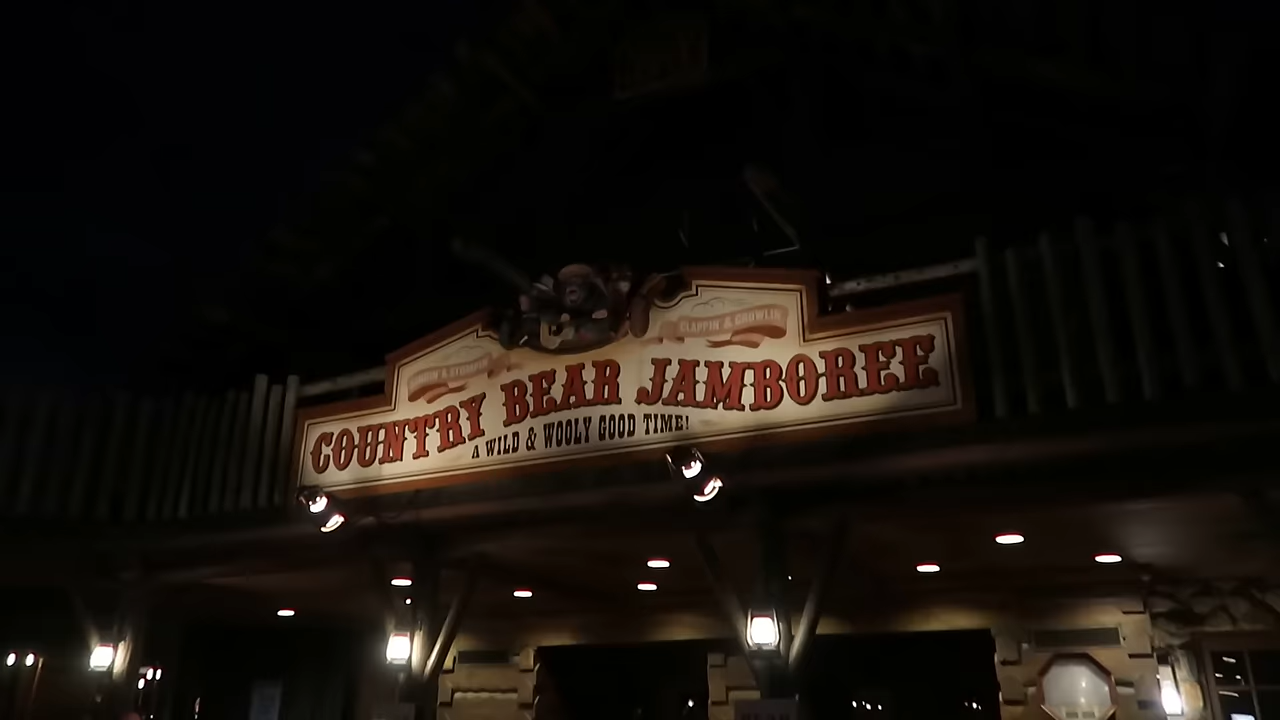 CLAPPIN' & GROWLIN'
COUNTRY BEAR JAMBOREE
A WILD & WOOLY GOOD TIME!